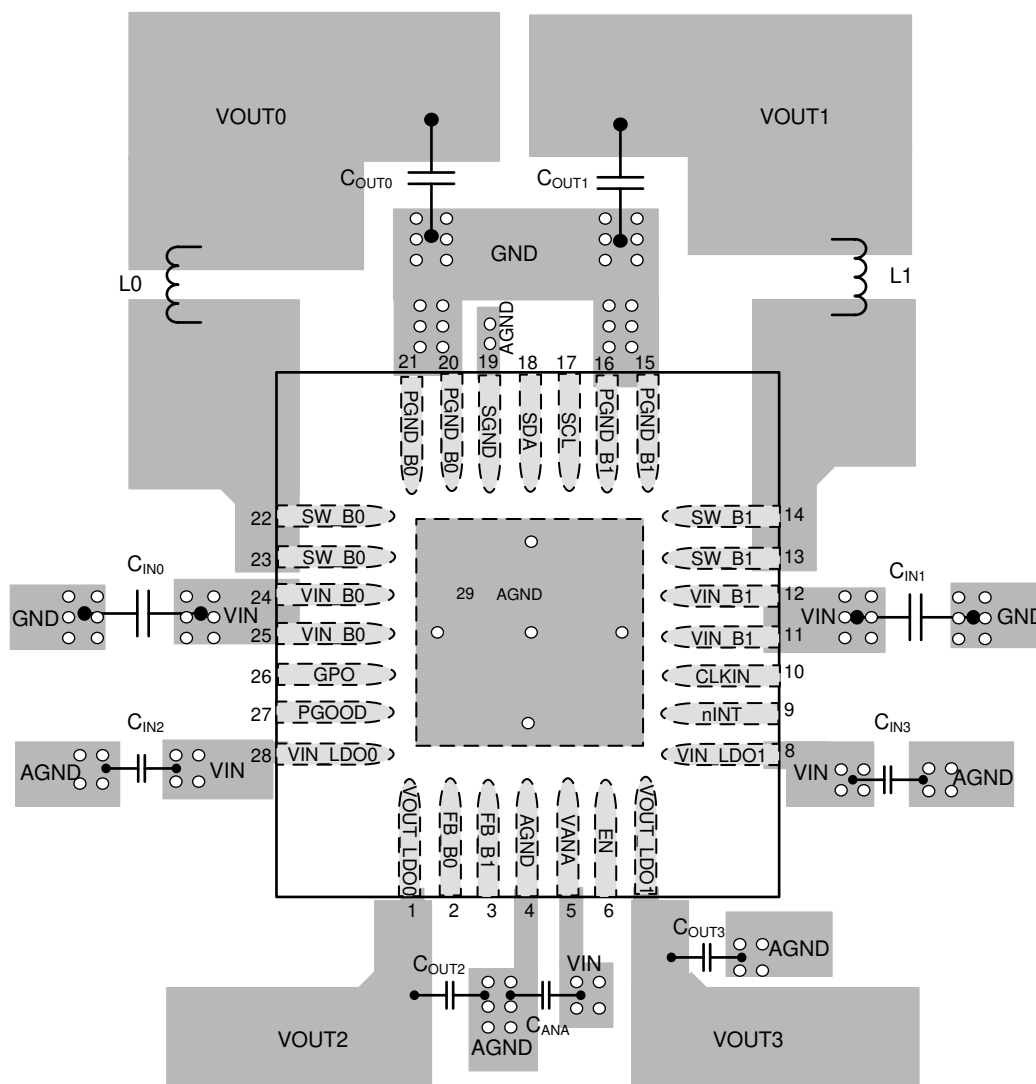 VOUT0
VOUT1
COUT0
COUT1
GND
L0
L1
AGND
21
20
19
18
17
16
15
PGND_B0
PGND_B0
SGND
SDA
SCL
PGND_B1
PGND_B1
22
SW_B0
SW_B1
14
23
SW_B0
SW_B1
13
CIN0
CIN1
GND
VIN
24
VIN_B0
29
AGND
VIN_B1
12
VIN
GND
25
VIN_B0
VIN_B1
11
26
GPO
CLKIN
10
27
PGOOD
nINT
9
CIN2
CIN3
AGND
VIN
28
VIN_LDO0
VIN_LDO1
8
VIN
AGND
VOUT_LDO0
FB_B0
FB_B1
AGND
VANA
EN
VOUT_LDO1
1
2
3
4
5
6
COUT3
AGND
COUT2
VIN
CANA
VOUT2
AGND
VOUT3